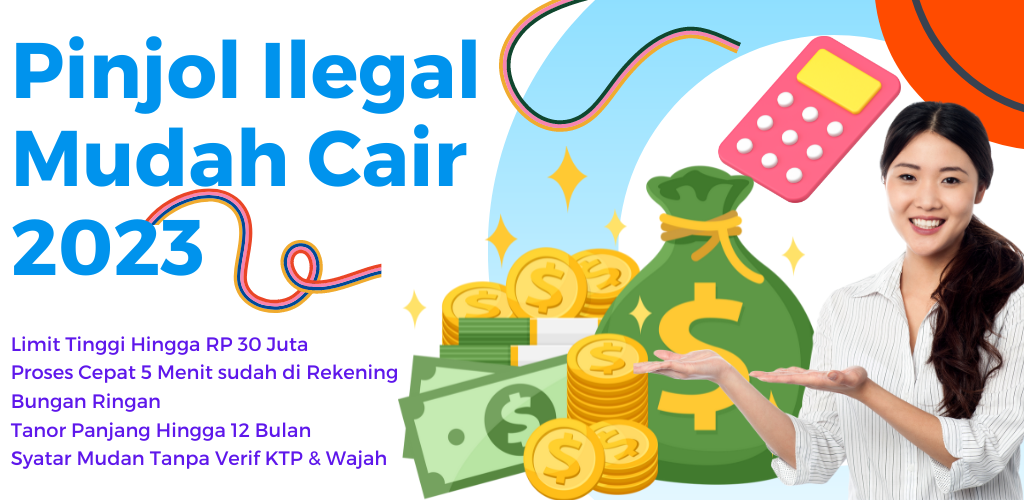 Pinjol Ilegal
Mudah Cair
2023
Limit Tinggi Hingga RP 30 Juta
Proses Cepat 5 Menit sudah di Rekening
Bungan Ringan
Tanor Panjang Hingga 12 Bulan
Syatar Mudan Tanpa Verif KTP & Wajah